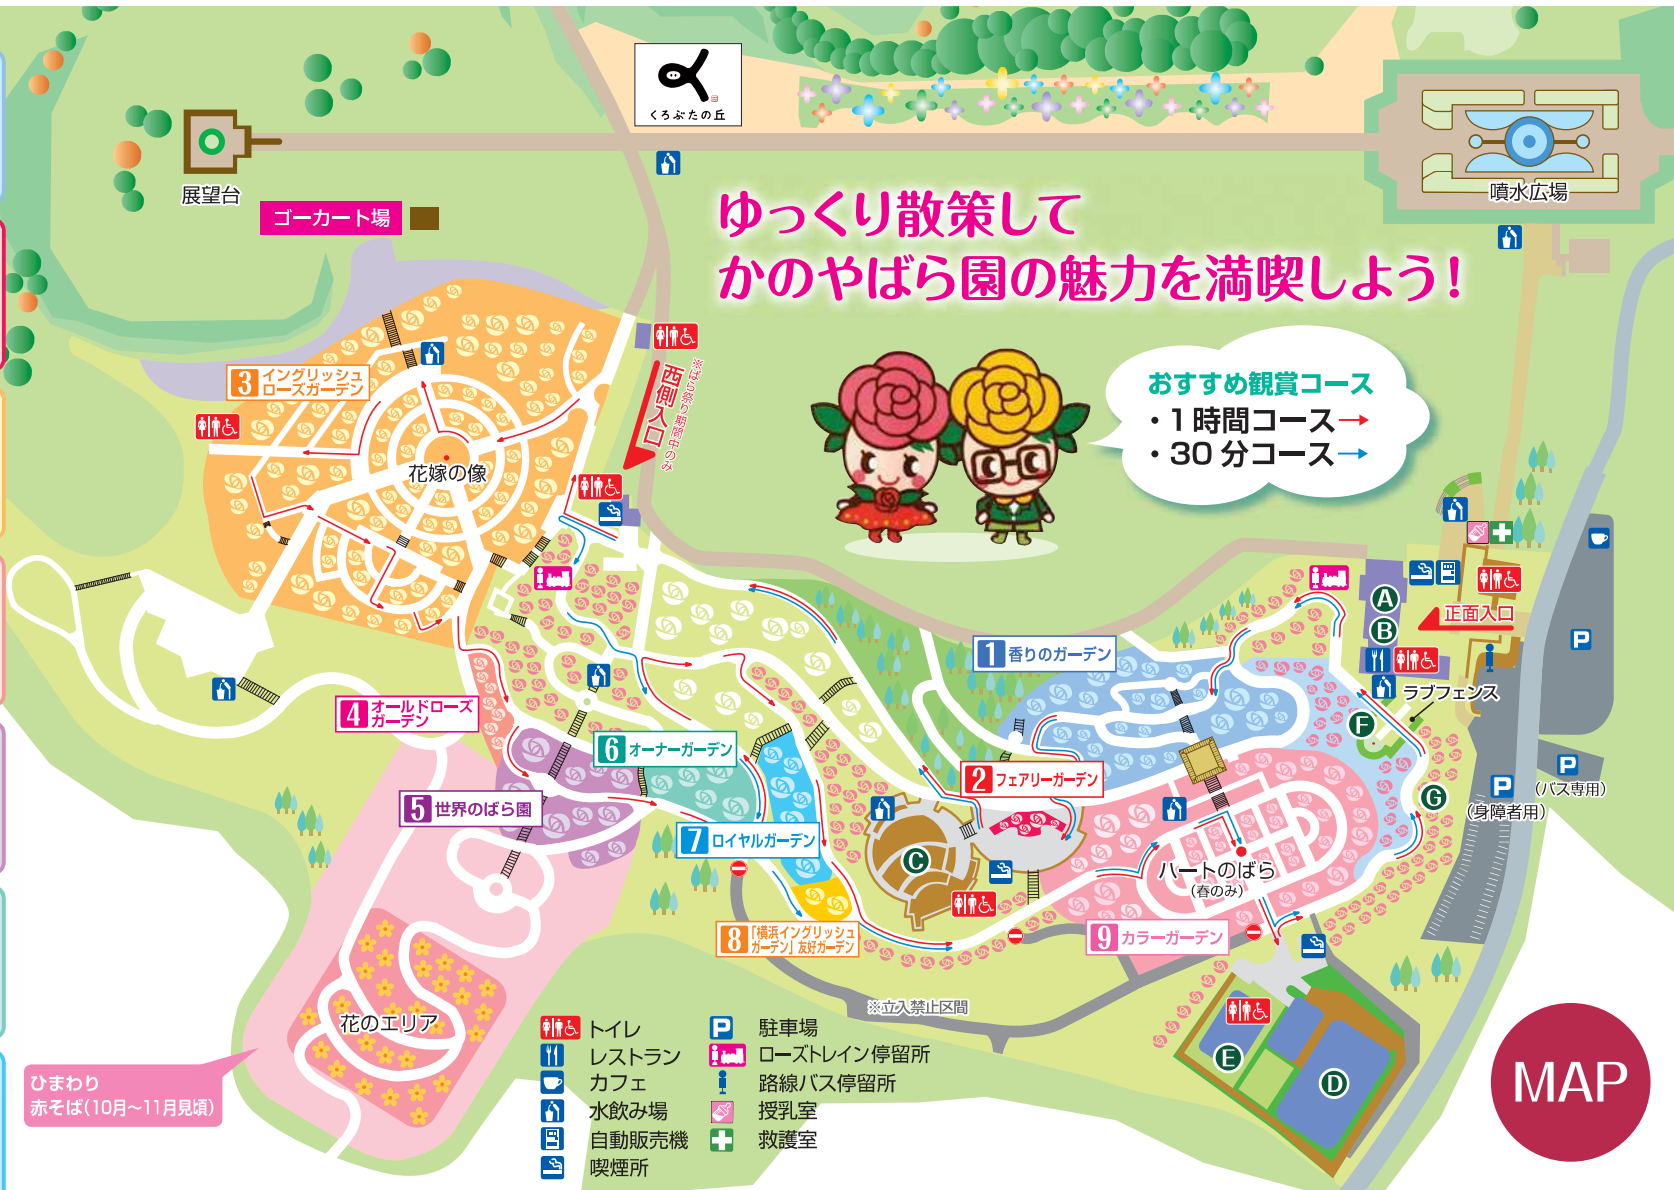 くろぶたの丘
展望台
ゴーカート場
噴水広場
ゆっくり散策して
かのやばら園の魅力を満喫しよう！
おすすめ観賞コース
・1時間コース→
・30分コース→
※ばら祭り期間中のみ
西側入口
3 イングリッシュ
ローズガーデン
花嫁の像
正面入口
A
B
1 香りのガーデン
ラブフェンス
F
4 オールドローズ
ガーデン
6 オーナーガーデン
2 フェアリーガーデン
P
P
(バス専用)
P
(身障者用)
G
5 世界のばら園
7 ロイヤルガーデン
C
ハートのばら
(春のみ)
8 「横浜イングリッシュ
ガーデン」友好ガーデン
9 カラーガーデン
※立入禁止区間
花のエリア
E
D
ひまわり
赤そば(10月〜11月見頃)
トイレ
レストラン
カフェ
水飲み場
自動販売機
喫煙所
P 駐車場
ローズトレイン停留所
路線バス停留所
授乳室
救護室
MAP